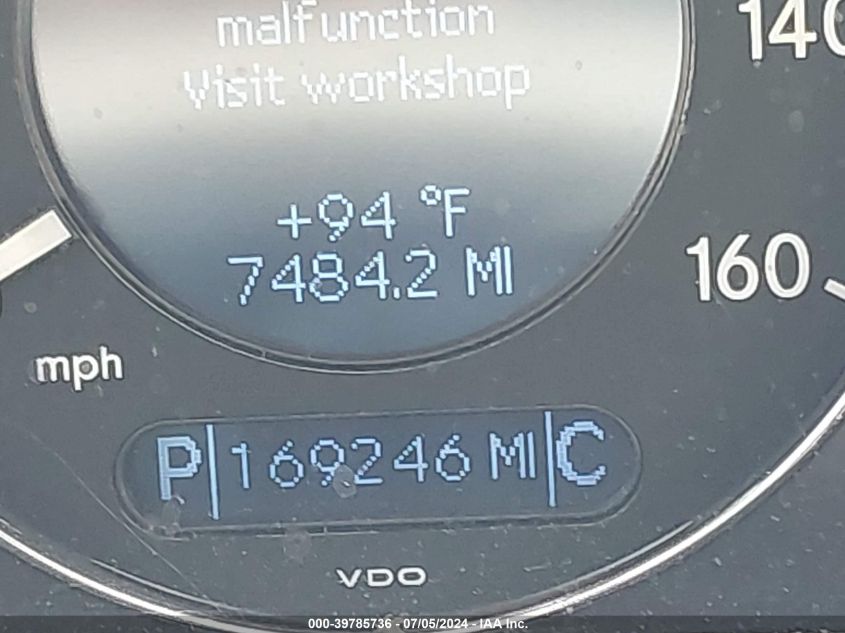 malfunction
Visit workshop
140
+94 °F
7484.2 MI
160
mph
P 169246 MI C
VDO
000-39785736 - 07/05/2024 - IAA Inc.